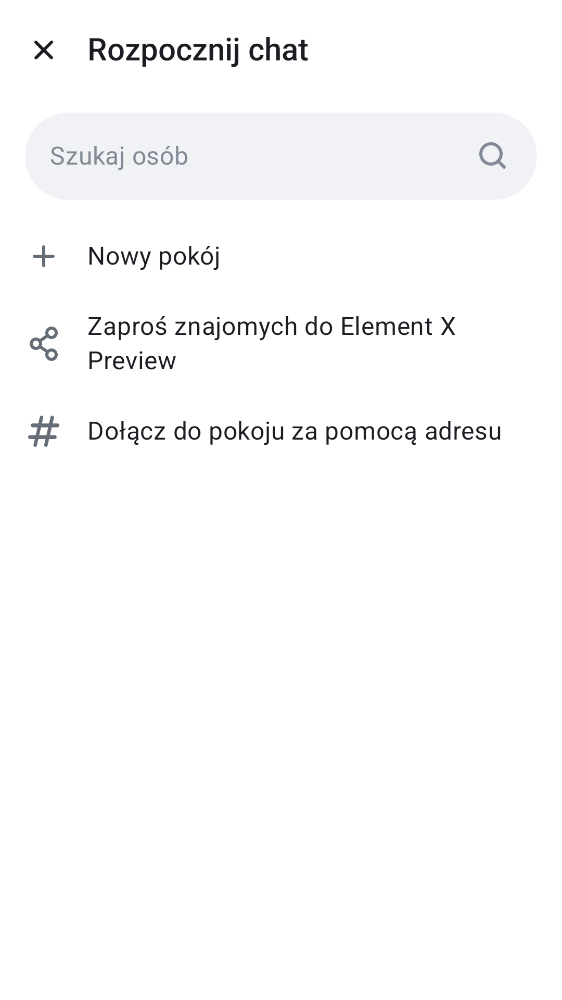 Rozpocznij chat
Szukaj osób
Nowy pokój
Zaproś znajomych do Element X
Preview
Dołącz do pokoju za pomocą adresu